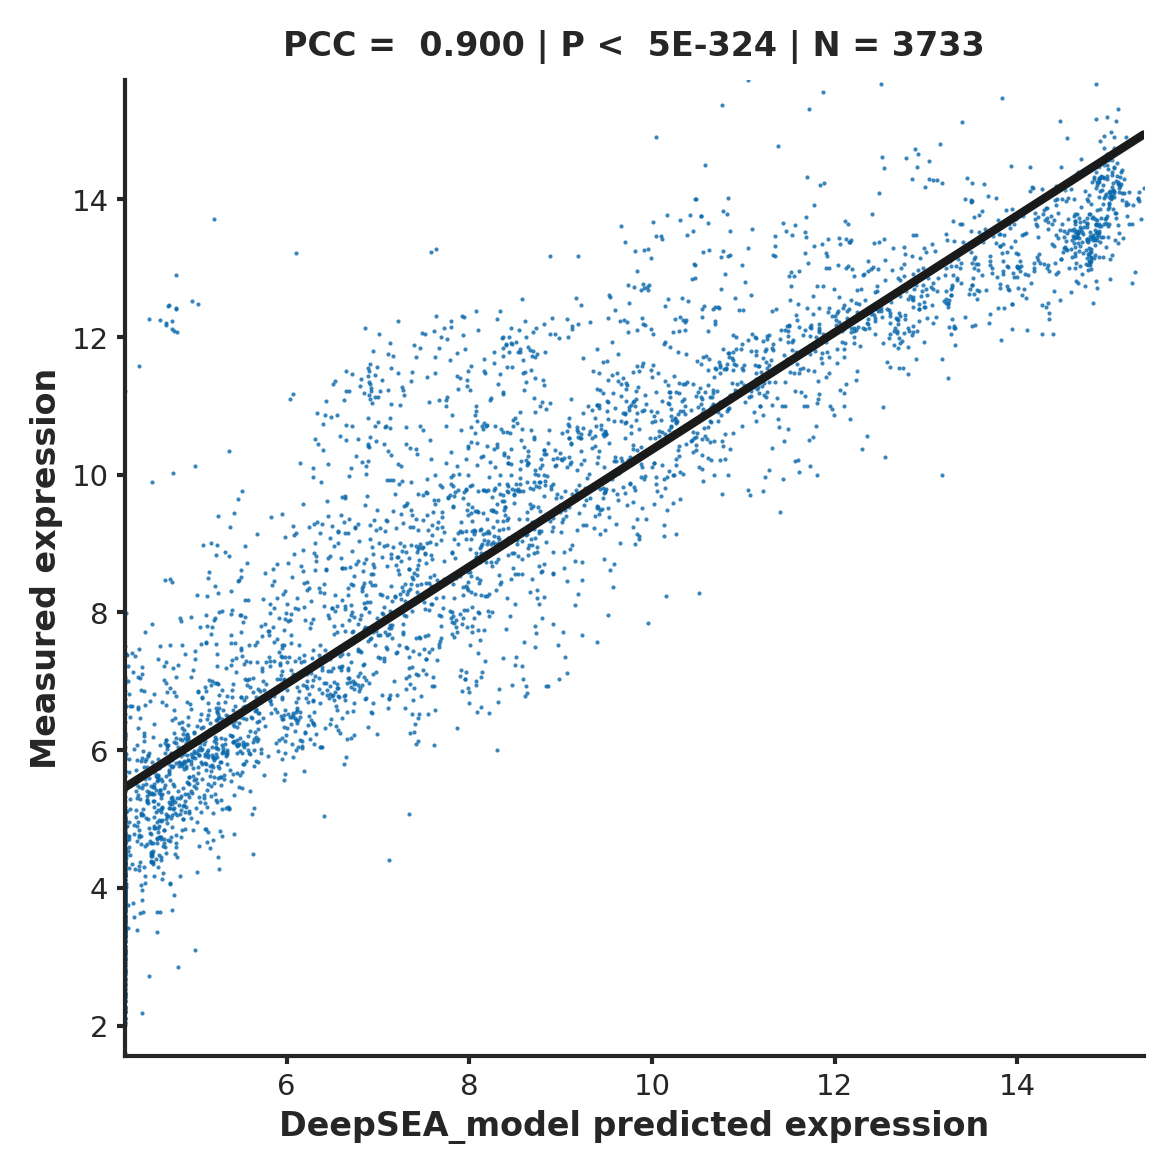 PCC =  0.900 | P <  5E-324 | N = 3733
Measured expression
14
12
10
8
6
4
2
6 8 10 12 14
DeepSEA_model predicted expression